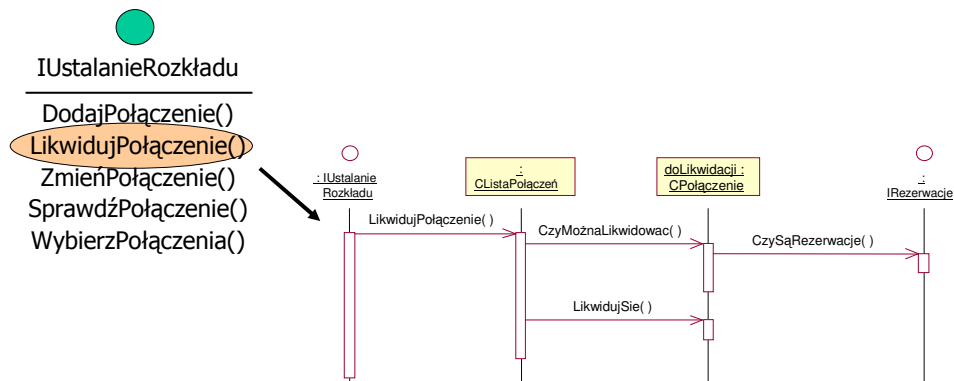 IUstalanieRozkładu
DodajPołączenie()
LikwidujPołączenie()
ZmieńPołączenie()
SprawdźPołączenie()
WybierzPołączenia()
: IUstalanie
Rozkładu
:
CListaPołączeń
doLikwidacji :
CPołączenie
:
IRezerwacje
LikwidujPołączenie( )
CzyMożnaLikwidowac( )
CzySąRezerwacje( )
LikwidujSie( )